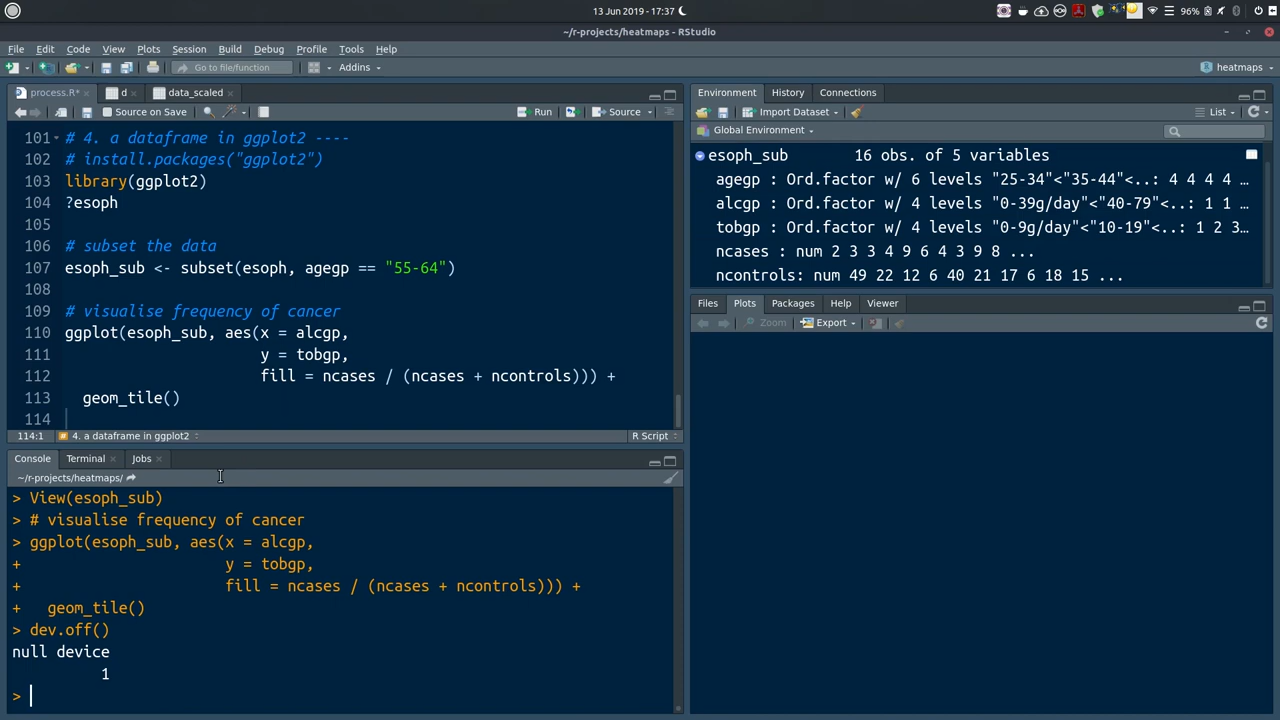 13 Jun 2019 - 17:37
96%
~/r-projects/heatmaps - RStudio
File Edit Code View Plots Session Build Debug Profile Tools Help
Go to file/function Addins heatmaps
process.R* d data_scaled
Source on Save Run Source
101 # 4. a dataframe in ggplot2 ----
102 # install.packages("ggplot2")
103 library(ggplot2)
104 ?esoph
105
106 # subset the data
107 esoph_sub <- subset(esoph, agegp == "55-64")
108
109 # visualise frequency of cancer
110 ggplot(esoph_sub, aes(x = alcgp,
111 y = tobgp,
112 fill = ncases / (ncases + ncontrols))) +
113 geom_tile()
114
114:1 4. a dataframe in ggplot2 R Script
Console Terminal Jobs
~/r-projects/heatmaps/
> View(esoph_sub)
> # visualise frequency of cancer
> ggplot(esoph_sub, aes(x = alcgp,
+ y = tobgp,
+ fill = ncases / (ncases + ncontrols))) +
+ geom_tile()
> dev.off()
null device
1
>
Environment History Connections
Import Dataset List
Global Environment
esoph_sub 16 obs. of 5 variables
agegp : Ord.factor w/ 6 levels "25-34"<"35-44"<..: 4 4 4 4 …
alcgp : Ord.factor w/ 4 levels "0-39g/day"<"40-79"<..: 1 1 …
tobgp : Ord.factor w/ 4 levels "0-9g/day"<"10-19"<..: 1 2 3…
ncases : num 2 3 3 4 9 6 4 3 9 8 ...
ncontrols: num 49 22 12 6 40 21 17 6 18 15 ...
Files Plots Packages Help Viewer
Zoom Export